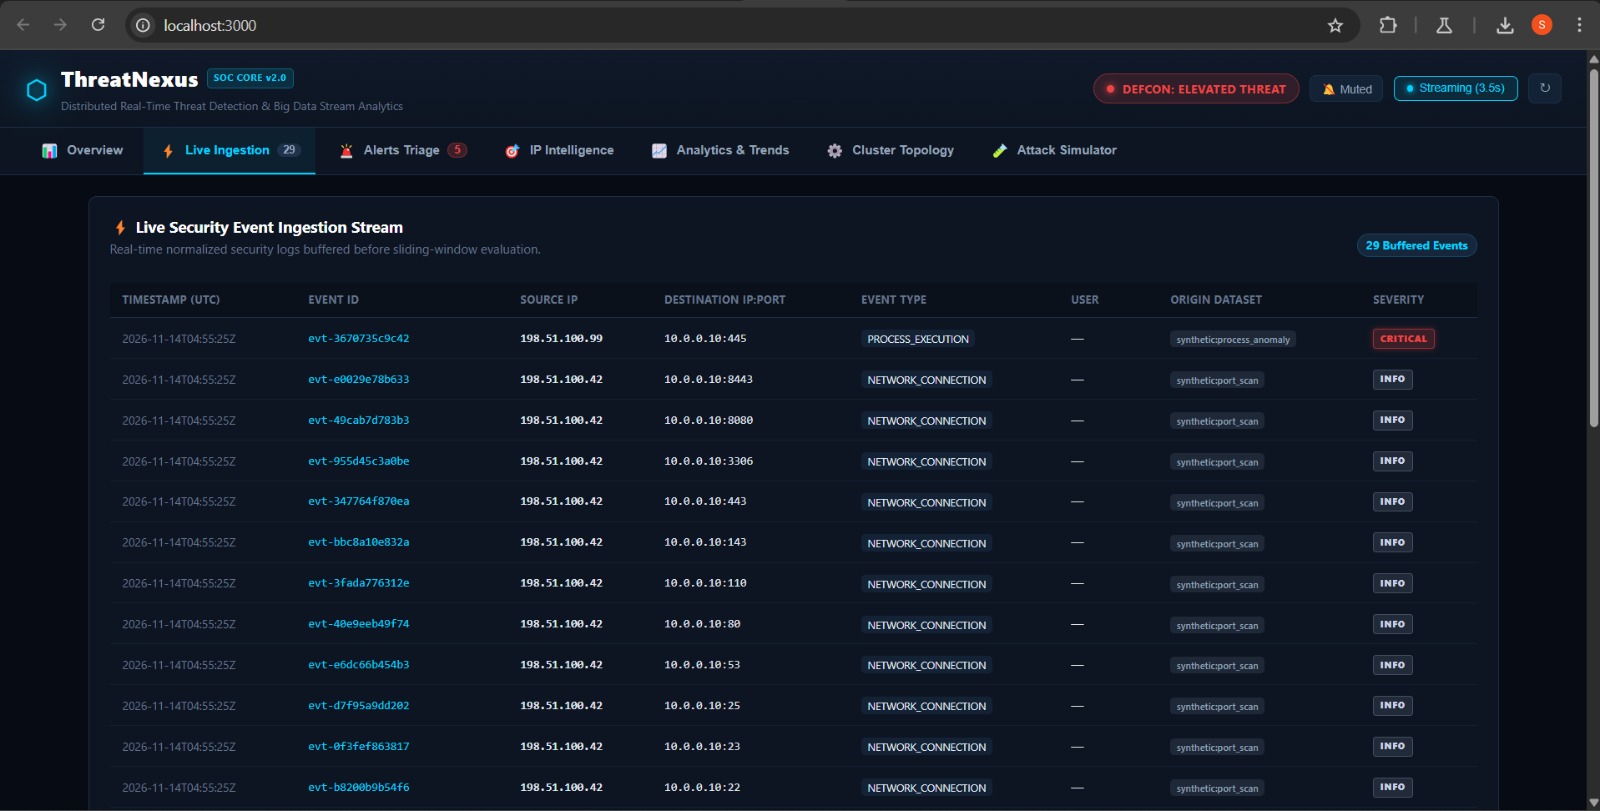 localhost:3000
S
ThreatNexus SOC CORE v2.0
Distributed Real-Time Threat Detection & Big Data Stream Analytics
DEFCON: ELEVATED THREAT Muted Streaming (3.5s)
Overview Live Ingestion 29 Alerts Triage 5 IP Intelligence Analytics & Trends Cluster Topology Attack Simulator
Live Security Event Ingestion Stream
Real-time normalized security logs buffered before sliding-window evaluation.
29 Buffered Events
TIMESTAMP (UTC) EVENT ID SOURCE IP DESTINATION IP:PORT EVENT TYPE USER ORIGIN DATASET SEVERITY
2026-11-14T04:55:25Z evt-3670735c9c42 198.51.100.99 10.0.0.10:445 PROCESS_EXECUTION — synthetic:process_anomaly CRITICAL
2026-11-14T04:55:25Z evt-e0029e78b633 198.51.100.42 10.0.0.10:8443 NETWORK_CONNECTION — synthetic:port_scan INFO
2026-11-14T04:55:25Z evt-49cab7d783b3 198.51.100.42 10.0.0.10:8080 NETWORK_CONNECTION — synthetic:port_scan INFO
2026-11-14T04:55:25Z evt-955d45c3a0be 198.51.100.42 10.0.0.10:3306 NETWORK_CONNECTION — synthetic:port_scan INFO
2026-11-14T04:55:25Z evt-347764f870ea 198.51.100.42 10.0.0.10:443 NETWORK_CONNECTION — synthetic:port_scan INFO
2026-11-14T04:55:25Z evt-bbc8a10e832a 198.51.100.42 10.0.0.10:143 NETWORK_CONNECTION — synthetic:port_scan INFO
2026-11-14T04:55:25Z evt-3fada776312e 198.51.100.42 10.0.0.10:110 NETWORK_CONNECTION — synthetic:port_scan INFO
2026-11-14T04:55:25Z evt-40e9eeb49f74 198.51.100.42 10.0.0.10:80 NETWORK_CONNECTION — synthetic:port_scan INFO
2026-11-14T04:55:25Z evt-e6dc66b454b3 198.51.100.42 10.0.0.10:53 NETWORK_CONNECTION — synthetic:port_scan INFO
2026-11-14T04:55:25Z evt-d7f95a9dd202 198.51.100.42 10.0.0.10:25 NETWORK_CONNECTION — synthetic:port_scan INFO
2026-11-14T04:55:25Z evt-0f3fef863817 198.51.100.42 10.0.0.10:23 NETWORK_CONNECTION — synthetic:port_scan INFO
2026-11-14T04:55:25Z evt-b8200b9b54f6 198.51.100.42 10.0.0.10:22 NETWORK_CONNECTION — synthetic:port_scan INFO